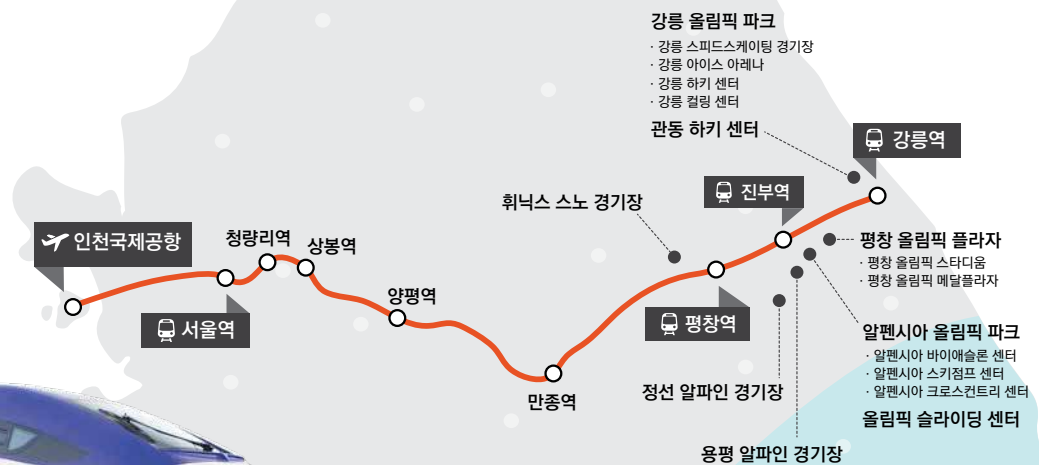 강릉 올림픽 파크
· 강릉 스피드스케이팅 경기장
· 강릉 아이스 아레나
· 강릉 하키 센터
· 강릉 컬링 센터
관동 하키 센터
강릉역
진부역
휘닉스 스노 경기장
인천국제공항
청량리역
상봉역
평창 올림픽 플라자
· 평창 올림픽 스타디움
· 평창 올림픽 메달플라자
양평역
서울역
평창역
알펜시아 올림픽 파크
· 알펜시아 바이애슬론 센터
· 알펜시아 스키점프 센터
· 알펜시아 크로스컨트리 센터
올림픽 슬라이딩 센터
정선 알파인 경기장
만종역
용평 알파인 경기장